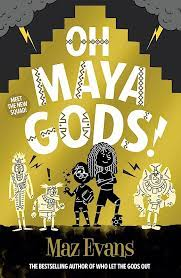 OH
MAYA
MEET
THE NEW
SQUAD!
GODS!
Maz Evans
THE BESTSELLING AUTHOR OF WHO LET THE GODS OUT